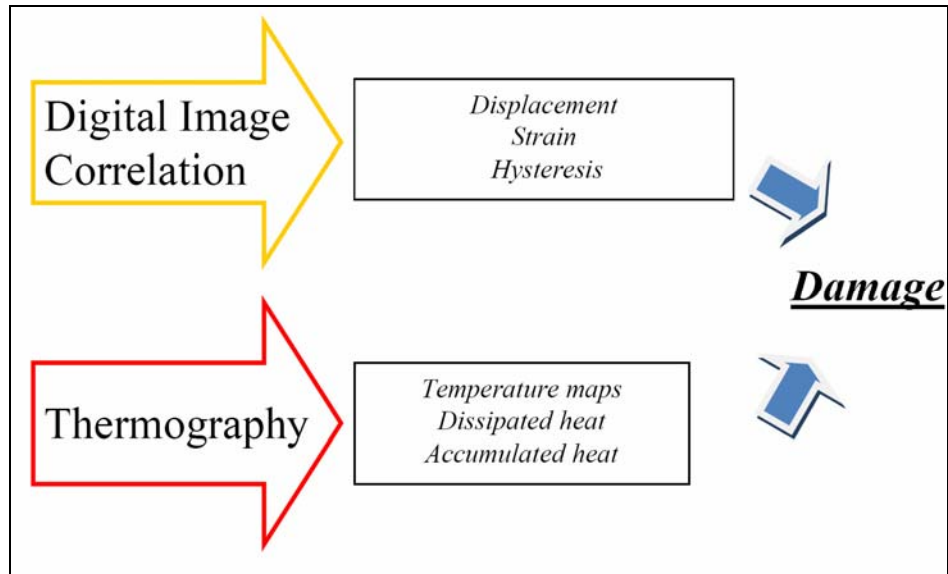 Digital Image
Correlation
Displacement
Strain
Hysteresis
Damage
Thermography
Temperature maps
Dissipated heat
Accumulated heat